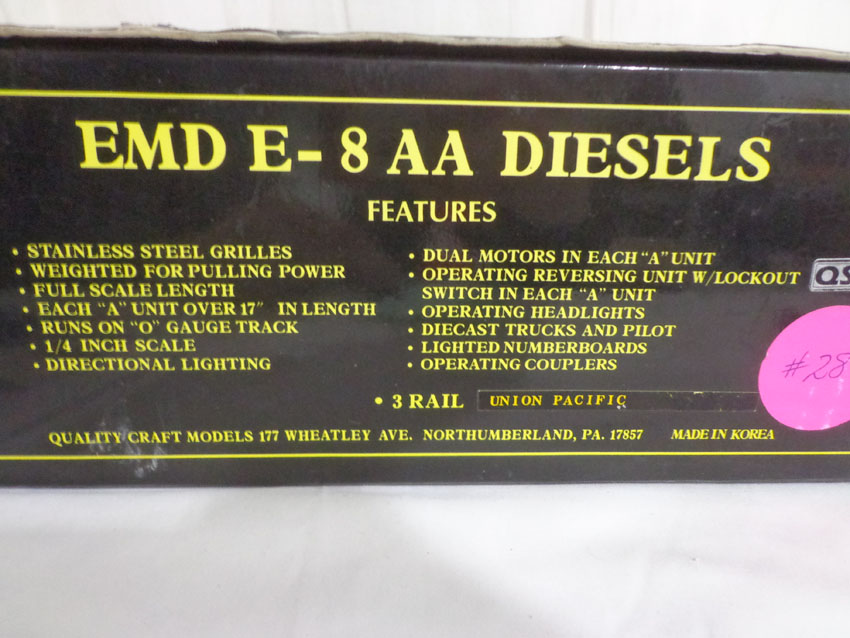 EMD E-8 AA DIESELS
FEATURES
• STAINLESS STEEL GRILLES
• WEIGHTED FOR PULLING POWER
• FULL SCALE LENGTH
• EACH "A" UNIT OVER 17" IN LENGTH
• RUNS ON "O" GAUGE TRACK
• 1/4 INCH SCALE
• DIRECTIONAL LIGHTING
• DUAL MOTORS IN EACH "A" UNIT
• OPERATING REVERSING UNIT W/LOCKOUT
SWITCH IN EACH "A" UNIT
• OPERATING HEADLIGHTS
• DIECAST TRUCKS AND PILOT
• LIGHTED NUMBERBOARDS
• OPERATING COUPLERS
QS
#28
• 3 RAIL UNION PACIFIC
QUALITY CRAFT MODELS 177 WHEATLEY AVE. NORTHUMBERLAND, PA. 17857 MADE IN KOREA